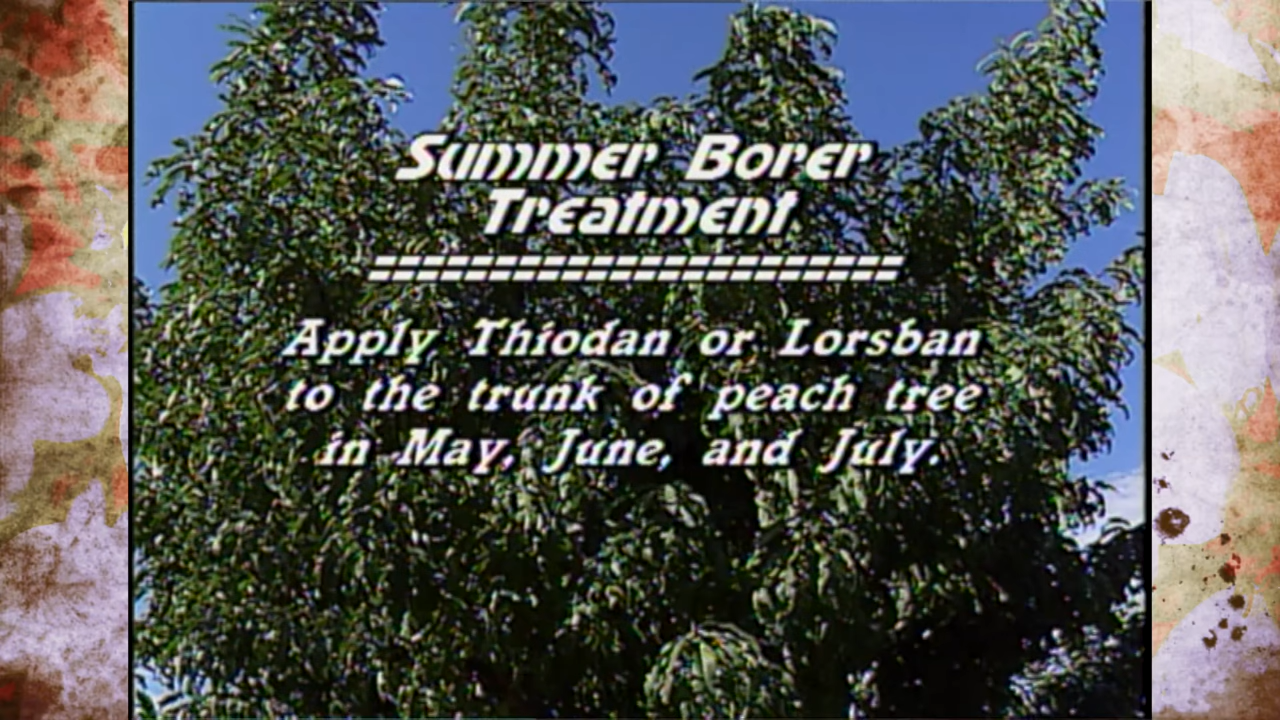 Summer Borer
Treatment
Apply Thiodan or Lorsban
to the trunk of peach tree
in May, June, and July.